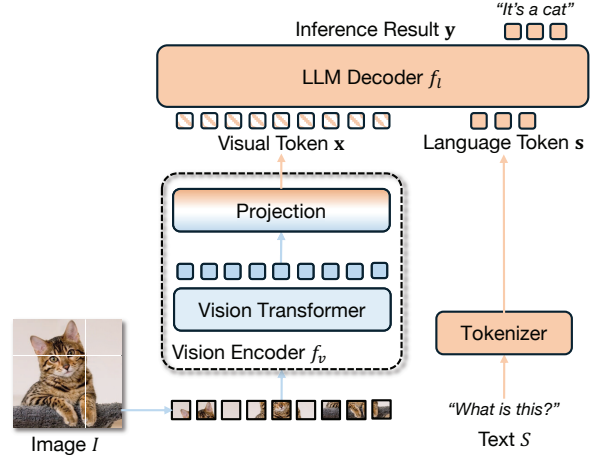 "It's a cat"
Inference Result y
LLM Decoder f_l
Visual Token x
Language Token s
Projection
Vision Transformer
Vision Encoder f_v
Tokenizer
"What is this?"
Image I
Text S